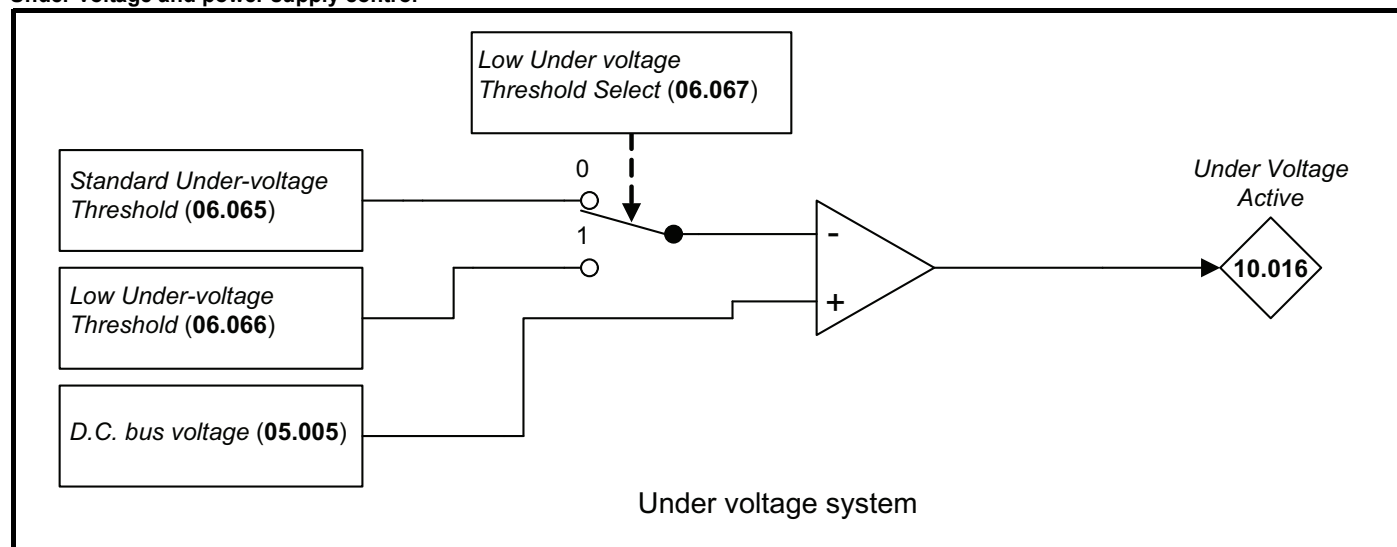 Under voltage and power supply control
Low Under voltage
Threshold Select (06.067)
0
Standard Under-voltage
Threshold (06.065)
1
Low Under-voltage
Threshold (06.066)
D.C. bus voltage (05.005)
-
+
Under Voltage
Active
10.016
Under voltage system